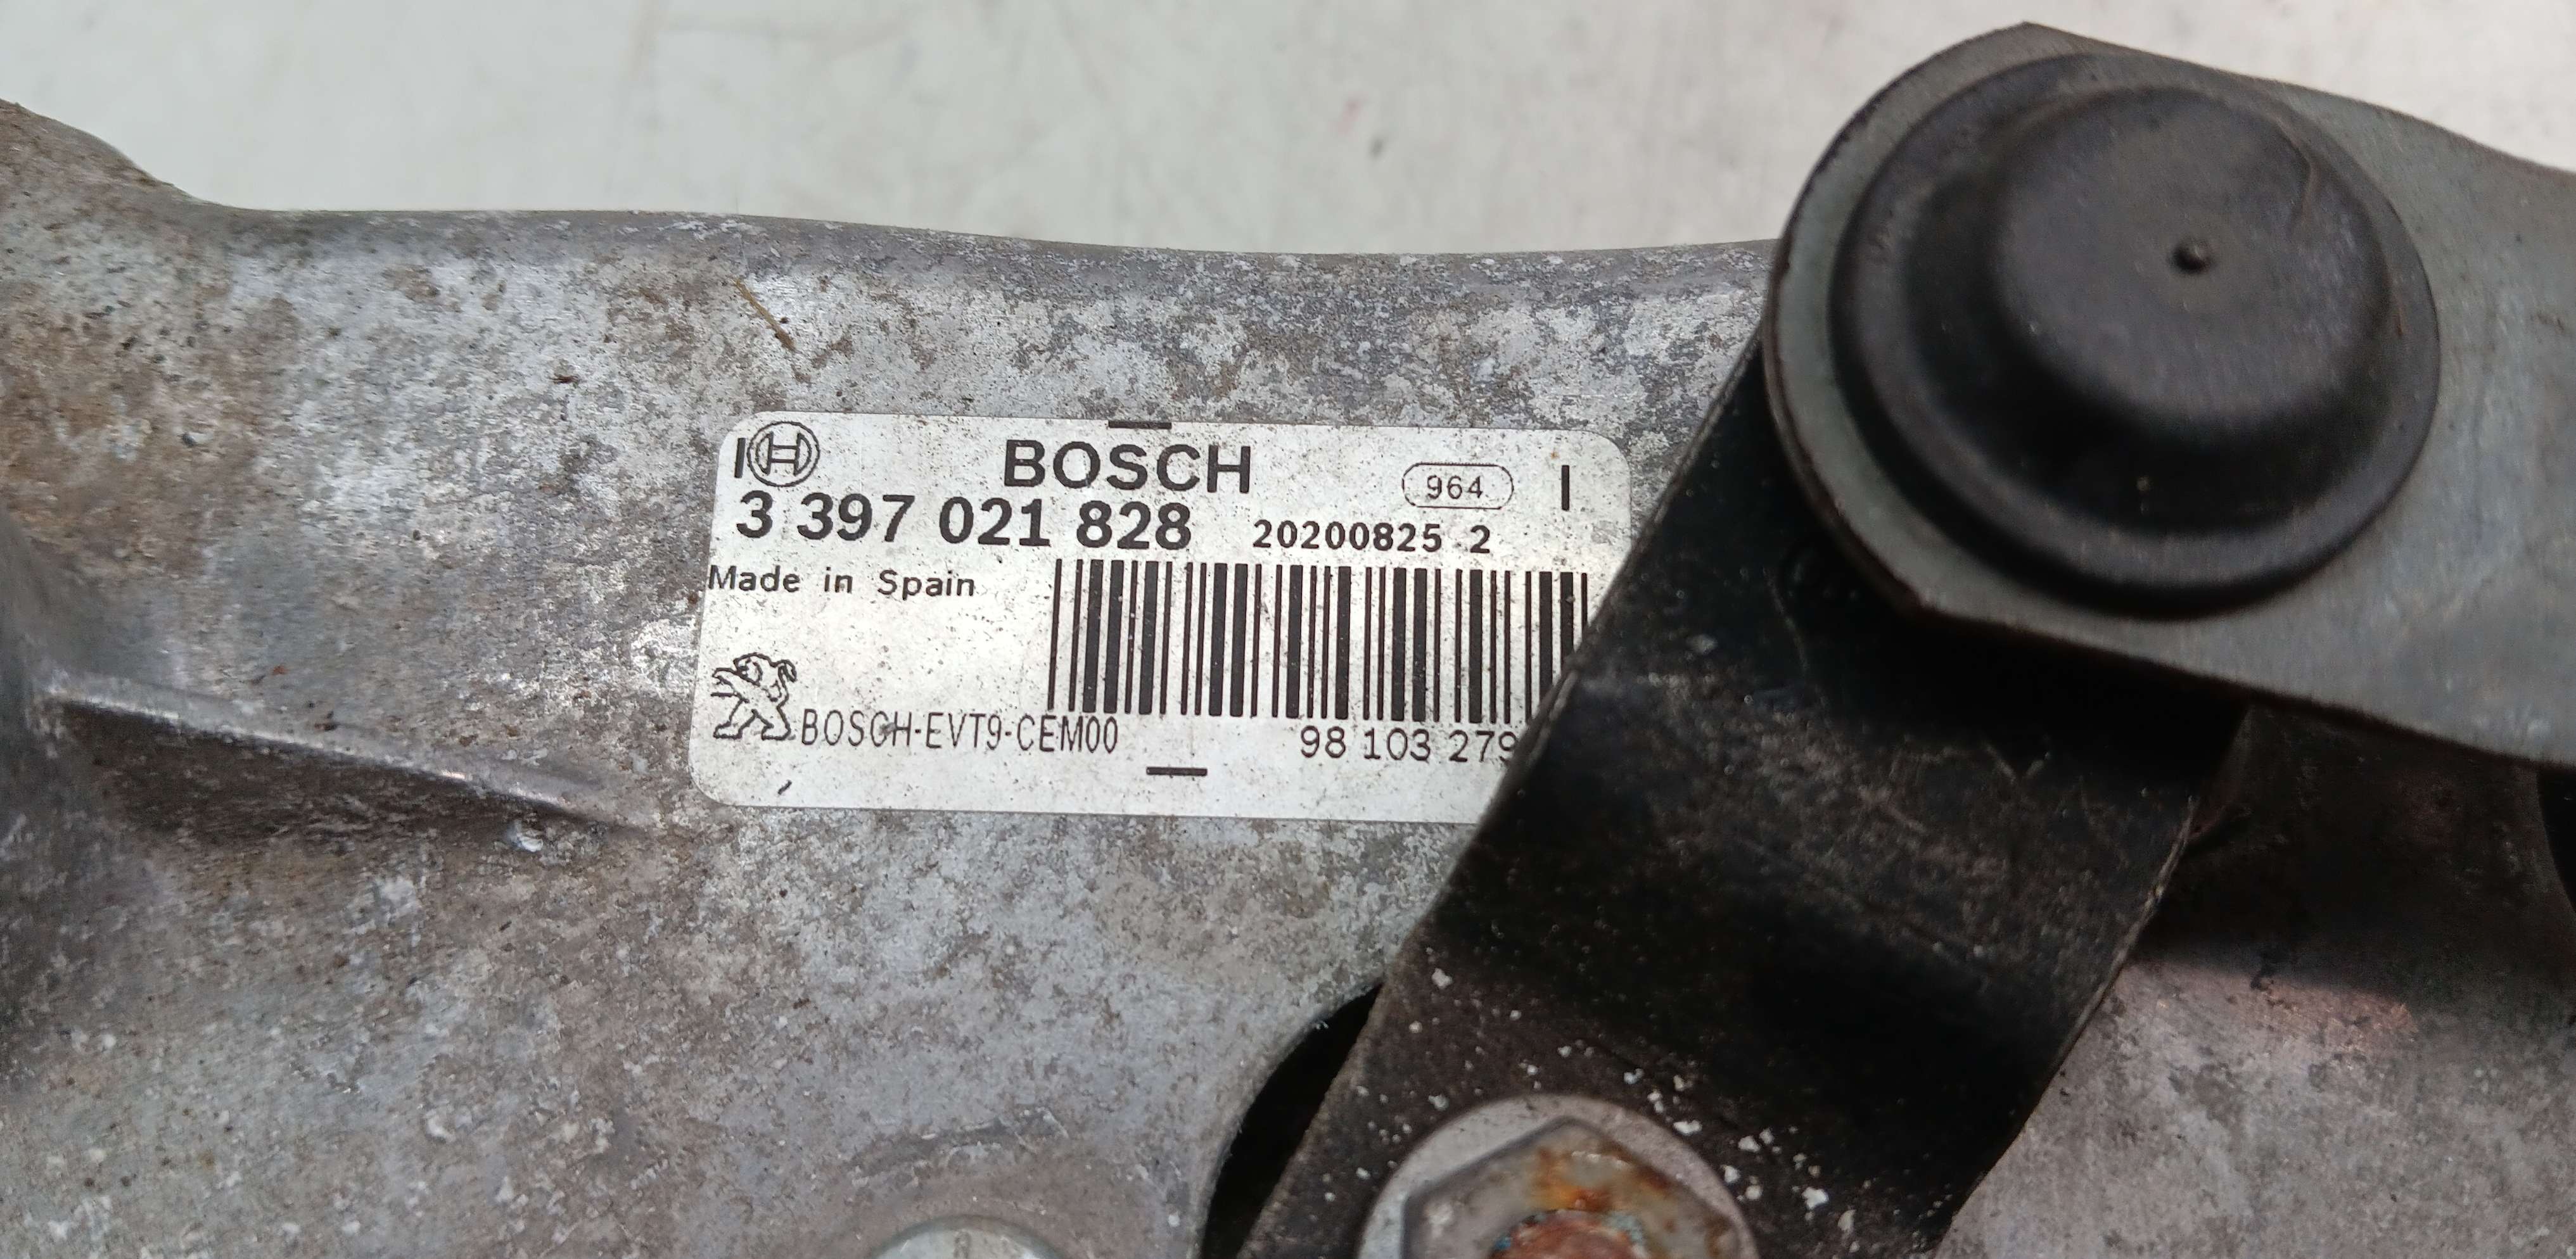 BOSCH
964
3 397 021 828 20200825 2
Made in Spain
BOSCH-EVT9-CEM00
98 103 279